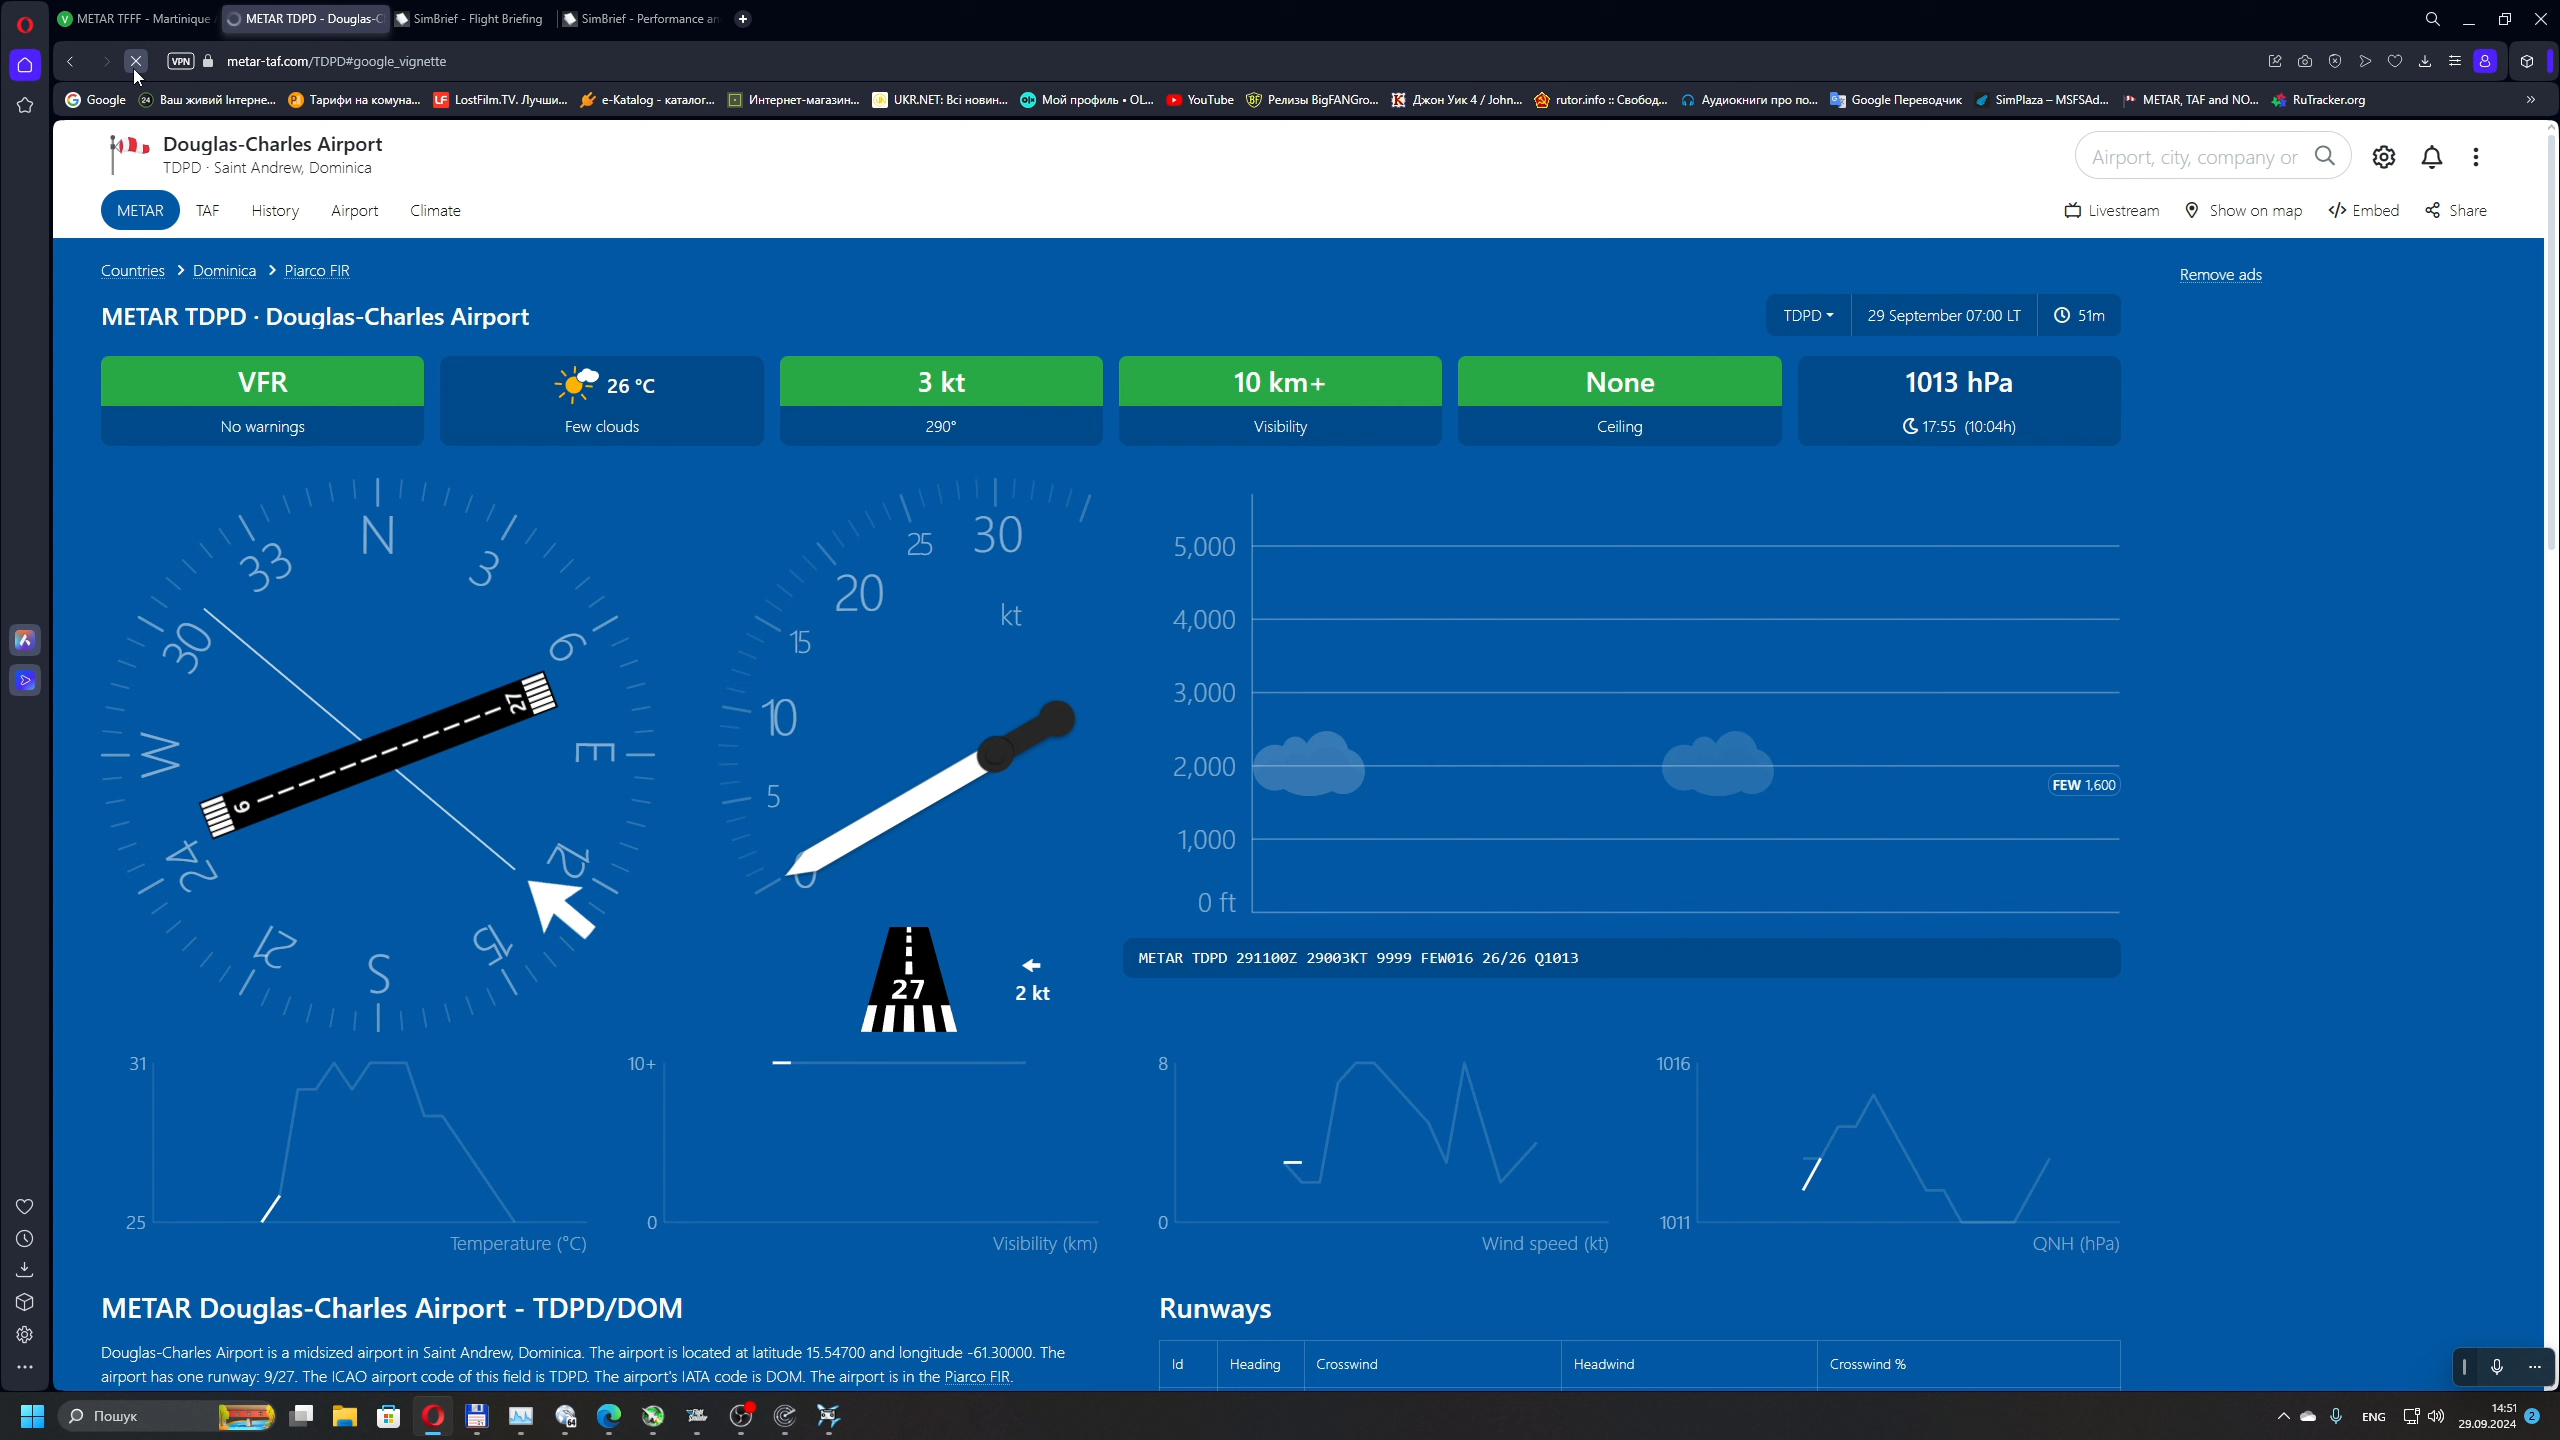 METAR TFFF - Martinique
METAR TDPD - Douglas-C
SimBrief - Flight Briefing
SimBrief - Performance an
VPN
metar-taf.com/TDPD#google_vignette
Google
Ваш живий Інтерне...
Тарифи на комуна...
LostFilm.TV. Лучши...
e-Katalog - каталог...
Интернет-магазин...
UKR.NET: Всі новин...
Мой профиль • OL...
YouTube
Релизы BigFANGro...
Джон Уик 4 / John...
rutor.info :: Свобод...
Аудиокниги про по...
Google Переводчик
SimPlaza – MSFSAd...
METAR, TAF and NO...
RuTracker.org
Douglas-Charles Airport
TDPD · Saint Andrew, Dominica
Airport, city, company or
METAR
TAF
History
Airport
Climate
Livestream
Show on map
Embed
Share
Countries > Dominica > Piarco FIR
Remove ads
METAR TDPD · Douglas-Charles Airport
TDPD
29 September 07:00 LT
51m
VFR
No warnings
26 °C
Few clouds
3 kt
290°
10 km+
Visibility
None
Ceiling
1013 hPa
17:55 (10:04h)
N
3
6
E
12
15
S
21
24
W
30
33
27
9
0
5
10
15
20
25
30
kt
5,000
4,000
3,000
2,000
1,000
0 ft
FEW 1,600
27
2 kt
METAR TDPD 291100Z 29003KT 9999 FEW016 26/26 Q1013
31
25
Temperature (°C)
10+
0
Visibility (km)
8
0
Wind speed (kt)
1016
1011
QNH (hPa)
METAR Douglas-Charles Airport - TDPD/DOM
Douglas-Charles Airport is a midsized airport in Saint Andrew, Dominica. The airport is located at latitude 15.54700 and longitude -61.30000. The
airport has one runway: 9/27. The ICAO airport code of this field is TDPD. The airport's IATA code is DOM. The airport is in the Piarco FIR.
Runways
Id
Heading
Crosswind
Headwind
Crosswind %
Пошук
64
ENG
14:51
29.09.2024
2